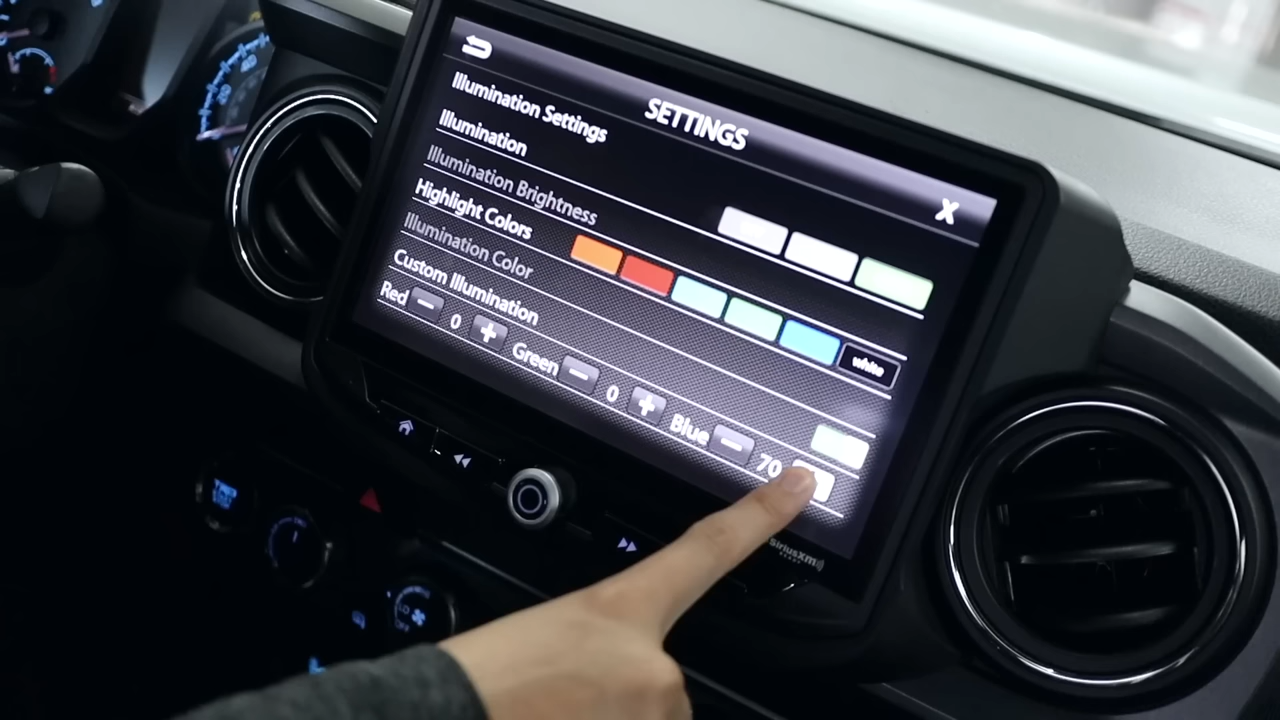 SETTINGS
X
Illumination Settings
Illumination
Illumination Brightness
Highlight Colors
white
Illumination Color
Custom Illumination
Red − 0 + Green − 0 + Blue − 70
SiriusXM